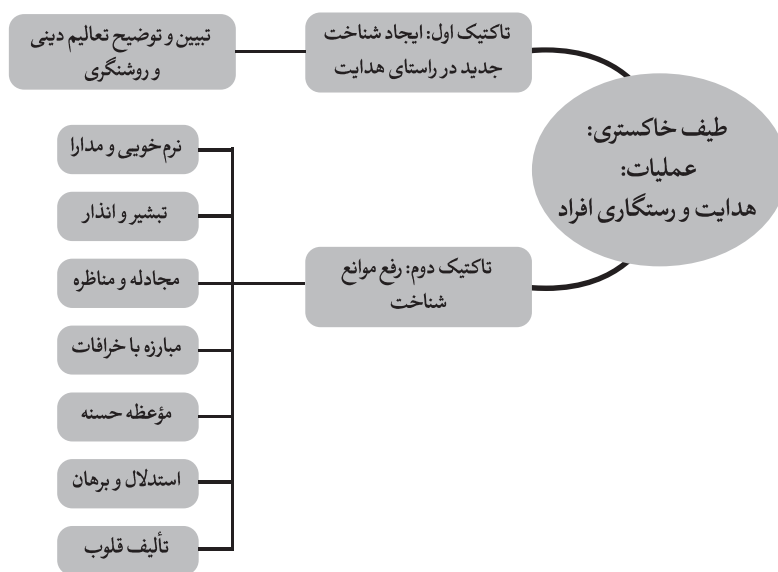 طیف خاکستری:
عملیات:
هدایت و رستگاری افراد
تاکتیک اول: ایجاد شناخت
جدید در راستای هدایت
تبیین و توضیح تعالیم دینی
و روشنگری
تاکتیک دوم: رفع موانع
شناخت
نرم‌خویی و مدارا
تبشیر و انذار
مجادله و مناظره
مبارزه با خرافات
مؤعظه حسنه
استدلال و برهان
تألیف قلوب